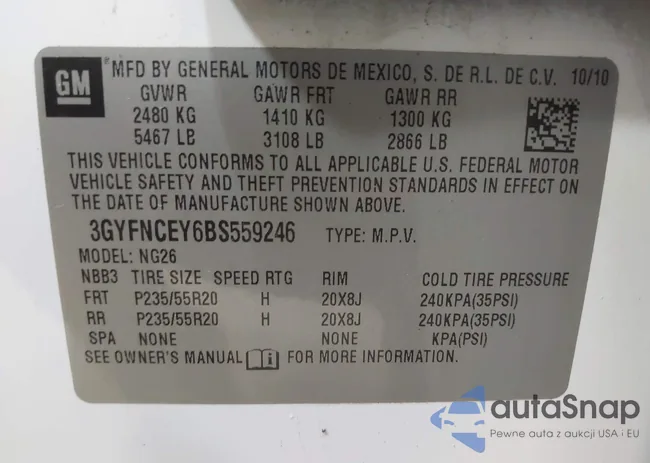 GM
MFD BY GENERAL MOTORS DE MEXICO, S. DE R.L. DE C.V. 10/10
GVWR GAWR FRT GAWR RR
2480 KG 1410 KG 1300 KG
5467 LB 3108 LB 2866 LB
THIS VEHICLE CONFORMS TO ALL APPLICABLE U.S. FEDERAL MOTOR
VEHICLE SAFETY AND THEFT PREVENTION STANDARDS IN EFFECT ON
THE DATE OF MANUFACTURE SHOWN ABOVE.
3GYFNCEY6BS559246 TYPE: M.P.V.
MODEL: NG26
NBB3 TIRE SIZE SPEED RTG RIM COLD TIRE PRESSURE
FRT P235/55R20 H 20X8J 240KPA(35PSI)
RR P235/55R20 H 20X8J 240KPA(35PSI)
SPA NONE NONE KPA(PSI)
SEE OWNER'S MANUAL FOR MORE INFORMATION.
autaSnap
Pewne auta z aukcji USA i EU